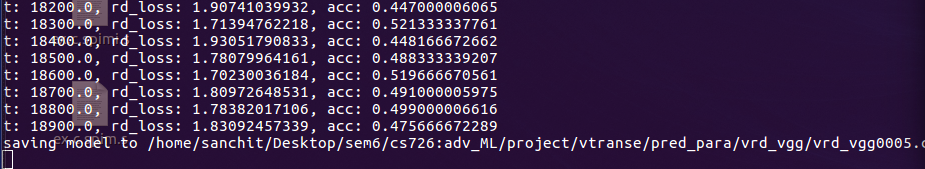 t: 18200.0, rd_loss: 1.90741039932, acc: 0.447000006065
t: 18300.0, rd_loss: 1.71394762218, acc: 0.521333337761
t: 18400.0, rd_loss: 1.93051790833, acc: 0.448166672662
t: 18500.0, rd_loss: 1.78079964161, acc: 0.488333339207
t: 18600.0, rd_loss: 1.70230036184, acc: 0.519666670561
t: 18700.0, rd_loss: 1.80972648531, acc: 0.491000005975
t: 18800.0, rd_loss: 1.78382017106, acc: 0.499000006616
t: 18900.0, rd_loss: 1.83092457339, acc: 0.475666672289
saving model to /home/sanchit/Desktop/sem6/cs726:adv_ML/project/vtranse/pred_para/vrd_vgg/vrd_vgg0005.